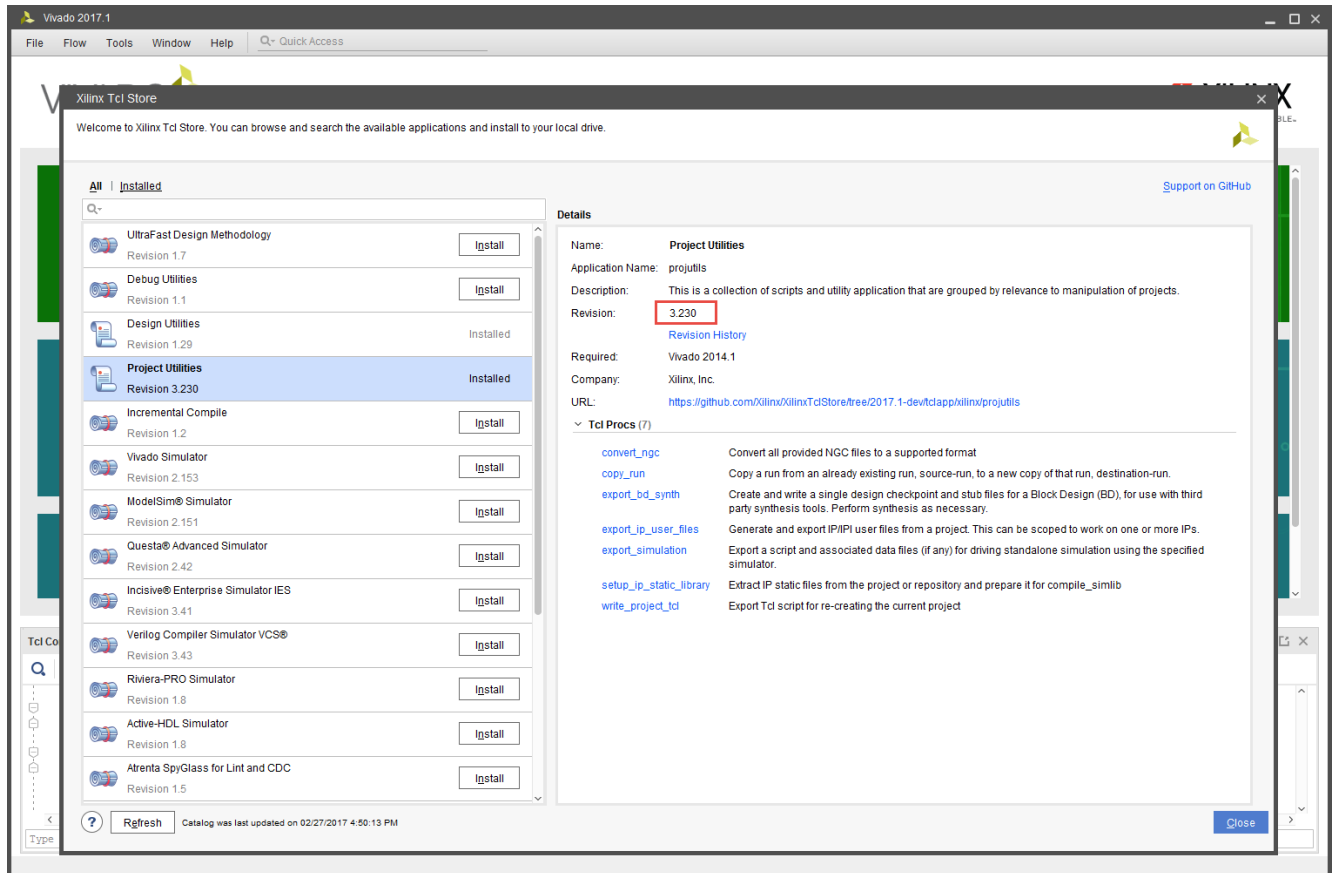 Vivado 2017.1
File Flow Tools Window Help Quick Access
Xilinx Tcl Store
Welcome to Xilinx Tcl Store. You can browse and search the available applications and install to your local drive.
All | Installed
Support on GitHub
UltraFast Design Methodology
Revision 1.7
Install
Debug Utilities
Revision 1.1
Install
Design Utilities
Revision 1.29
Installed
Project Utilities
Revision 3.230
Installed
Incremental Compile
Revision 1.2
Install
Vivado Simulator
Revision 2.153
Install
ModelSim® Simulator
Revision 2.151
Install
Questa® Advanced Simulator
Revision 2.42
Install
Incisive® Enterprise Simulator IES
Revision 3.41
Install
Verilog Compiler Simulator VCS®
Revision 3.43
Install
Riviera-PRO Simulator
Revision 1.8
Install
Active-HDL Simulator
Revision 1.8
Install
Atrenta SpyGlass for Lint and CDC
Revision 1.5
Install
Details
Name: Project Utilities
Application Name: projutils
Description: This is a collection of scripts and utility application that are grouped by relevance to manipulation of projects.
Revision: 3.230
Revision History
Required: Vivado 2014.1
Company: Xilinx, Inc.
URL: https://github.com/Xilinx/XilinxTclStore/tree/2017.1-dev/tclapp/xilinx/projutils
Tcl Procs (7)
convert_ngc Convert all provided NGC files to a supported format
copy_run Copy a run from an already existing run, source-run, to a new copy of that run, destination-run.
export_bd_synth Create and write a single design checkpoint and stub files for a Block Design (BD), for use with third
party synthesis tools. Perform synthesis as necessary.
export_ip_user_files Generate and export IP/IPI user files from a project. This can be scoped to work on one or more IPs.
export_simulation Export a script and associated data files (if any) for driving standalone simulation using the specified
simulator.
setup_ip_static_library Extract IP static files from the project or repository and prepare it for compile_simlib
write_project_tcl Export Tcl script for re-creating the current project
Tcl Co
Type
? Refresh Catalog was last updated on 02/27/2017 4:50:13 PM
Close